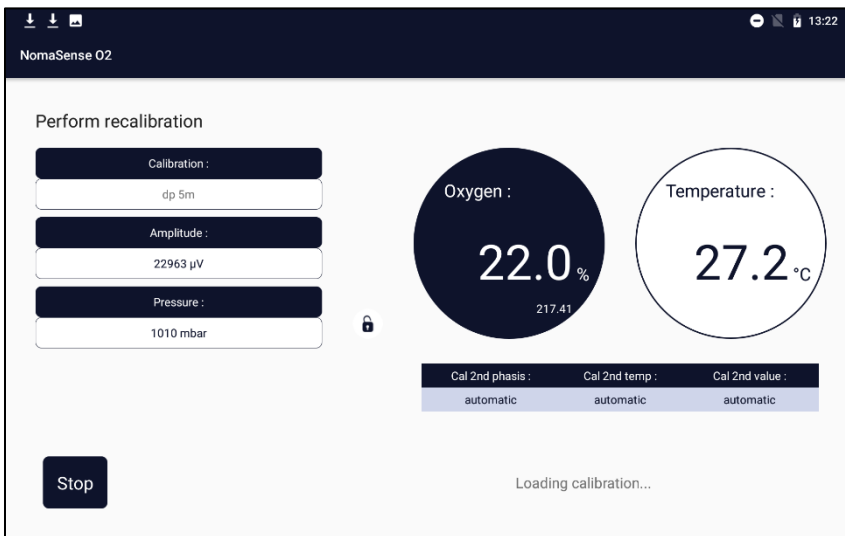 13:22
NomaSense O2
Perform recalibration
Calibration :
dp 5m
Amplitude :
22963 µV
Pressure :
1010 mbar
Oxygen :
22.0 %
217.41
Temperature :
27.2 °C
Cal 2nd phasis : Cal 2nd temp : Cal 2nd value :
automatic automatic automatic
Stop
Loading calibration...